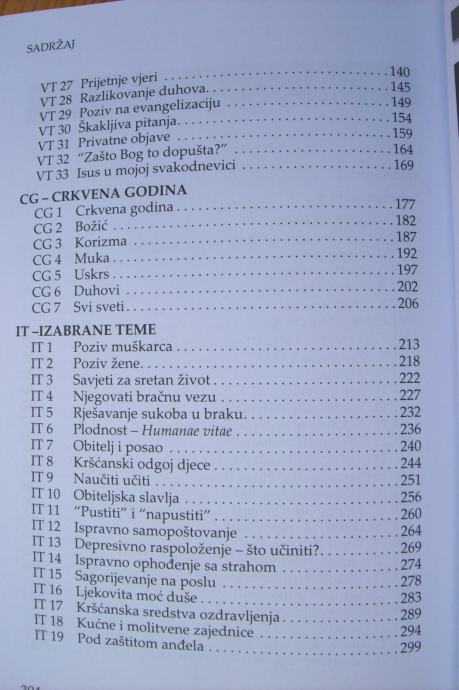 SADRŽAJ
VT 27 Prijetnje vjeri 140
VT 28 Razlikovanje duhova. 145
VT 29 Poziv na evangelizaciju 149
VT 30 Škakljiva pitanja. 154
VT 31 Privatne objave 159
VT 32 “Zašto Bog to dopušta?” 164
VT 33 Isus u mojoj svakodnevici 169
CG – CRKVENA GODINA
CG 1 Crkvena godina 177
CG 2 Božić 182
CG 3 Korizma 187
CG 4 Muka 192
CG 5 Uskrs 197
CG 6 Duhovi 202
CG 7 Svi sveti 206
IT –IZABRANE TEME
IT 1 Poziv muškarca 213
IT 2 Poziv žene. 218
IT 3 Savjeti za sretan život 222
IT 4 Njegovati bračnu vezu 227
IT 5 Rješavanje sukoba u braku. 232
IT 6 Plodnost – Humanae vitae 236
IT 7 Obitelj i posao 240
IT 8 Kršćanski odgoj djece 244
IT 9 Naučiti učiti 251
IT 10 Obiteljska slavlja 256
IT 11 “Pustiti” i “napustiti” 260
IT 12 Ispravno samopoštovanje 264
IT 13 Depresivno raspoloženje – što učiniti?. 269
IT 14 Ispravno ophođenje sa strahom 274
IT 15 Sagorijevanje na poslu 278
IT 16 Ljekovita moć duše 283
IT 17 Kršćanska sredstva ozdravljenja 289
IT 18 Kućne i molitvene zajednice 294
IT 19 Pod zaštitom anđela 299